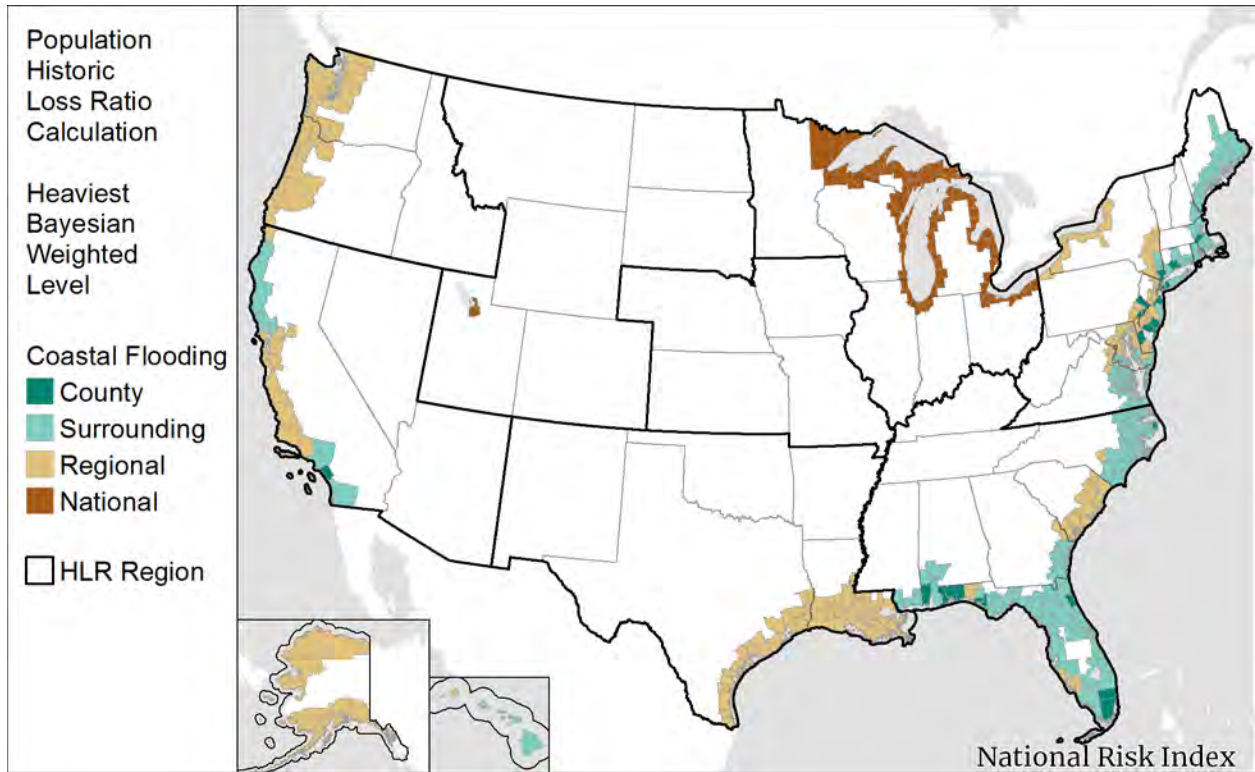 Population
Historic
Loss Ratio
Calculation
Heaviest
Bayesian
Weighted
Level
Coastal Flooding
County
Surrounding
Regional
National
HLR Region
National Risk Index